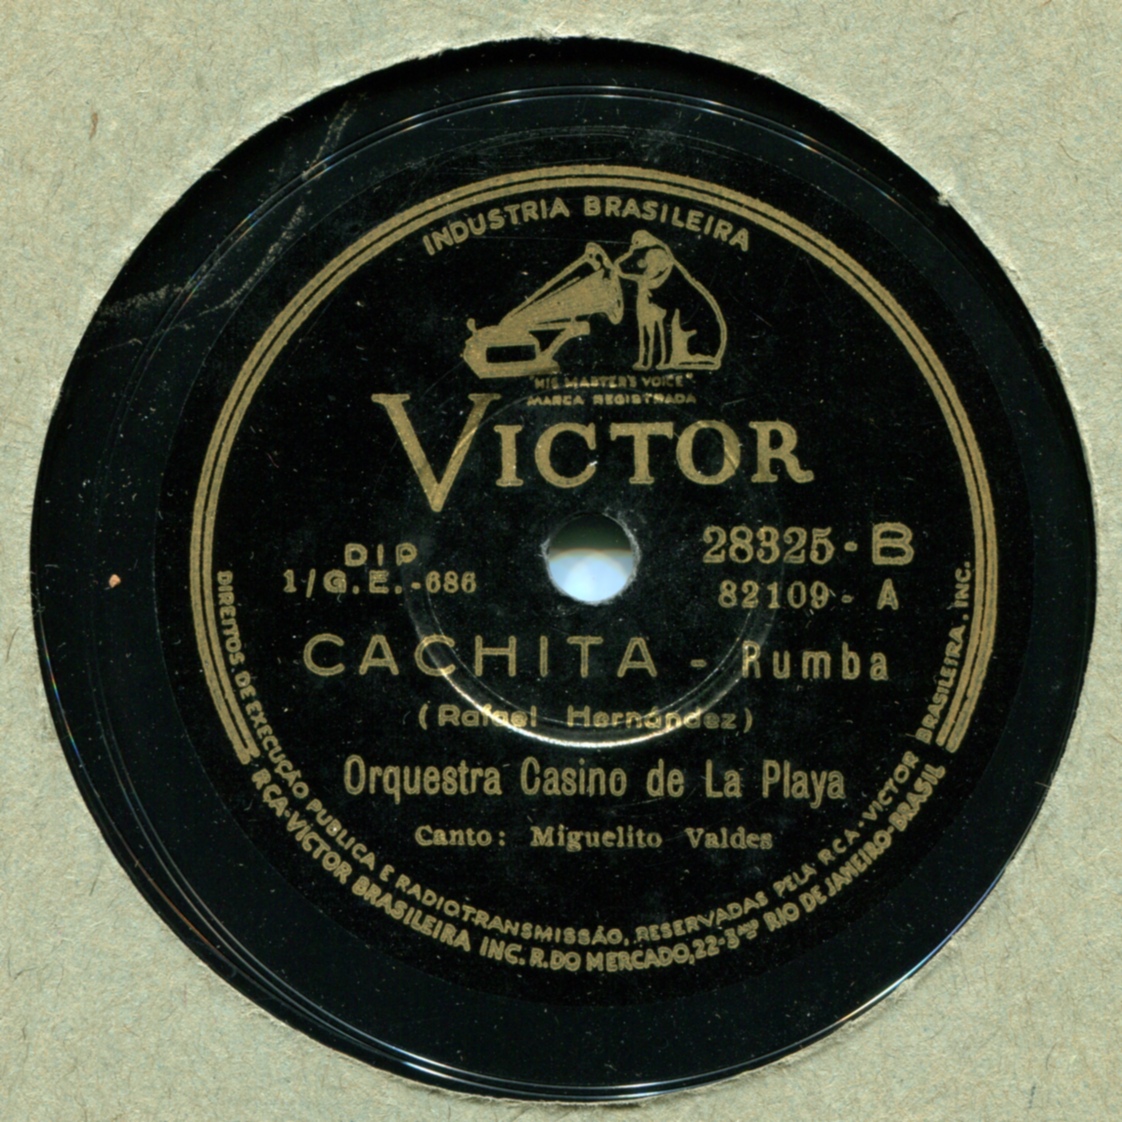 INDUSTRIA BRASILEIRA
"HIS MASTER'S VOICE"
MARCA REGISTRADA
VICTOR
DIP
1/G.E.-686
28325-B
82109-A
CACHITA - Rumba
(Rafael Hernández)
Orquestra Casino de La Playa
Canto: Miguelito Valdes
DIREITOS DE EXECUÇÃO PUBLICA E RADIOTRANSMISSÃO, RESERVADAS PELA R.C.A.-VICTOR BRASILEIRA, INC.
RCA-VICTOR BRASILEIRA INC. R.DO MERCADO,22-3º RIO DE JANEIRO-BRASIL